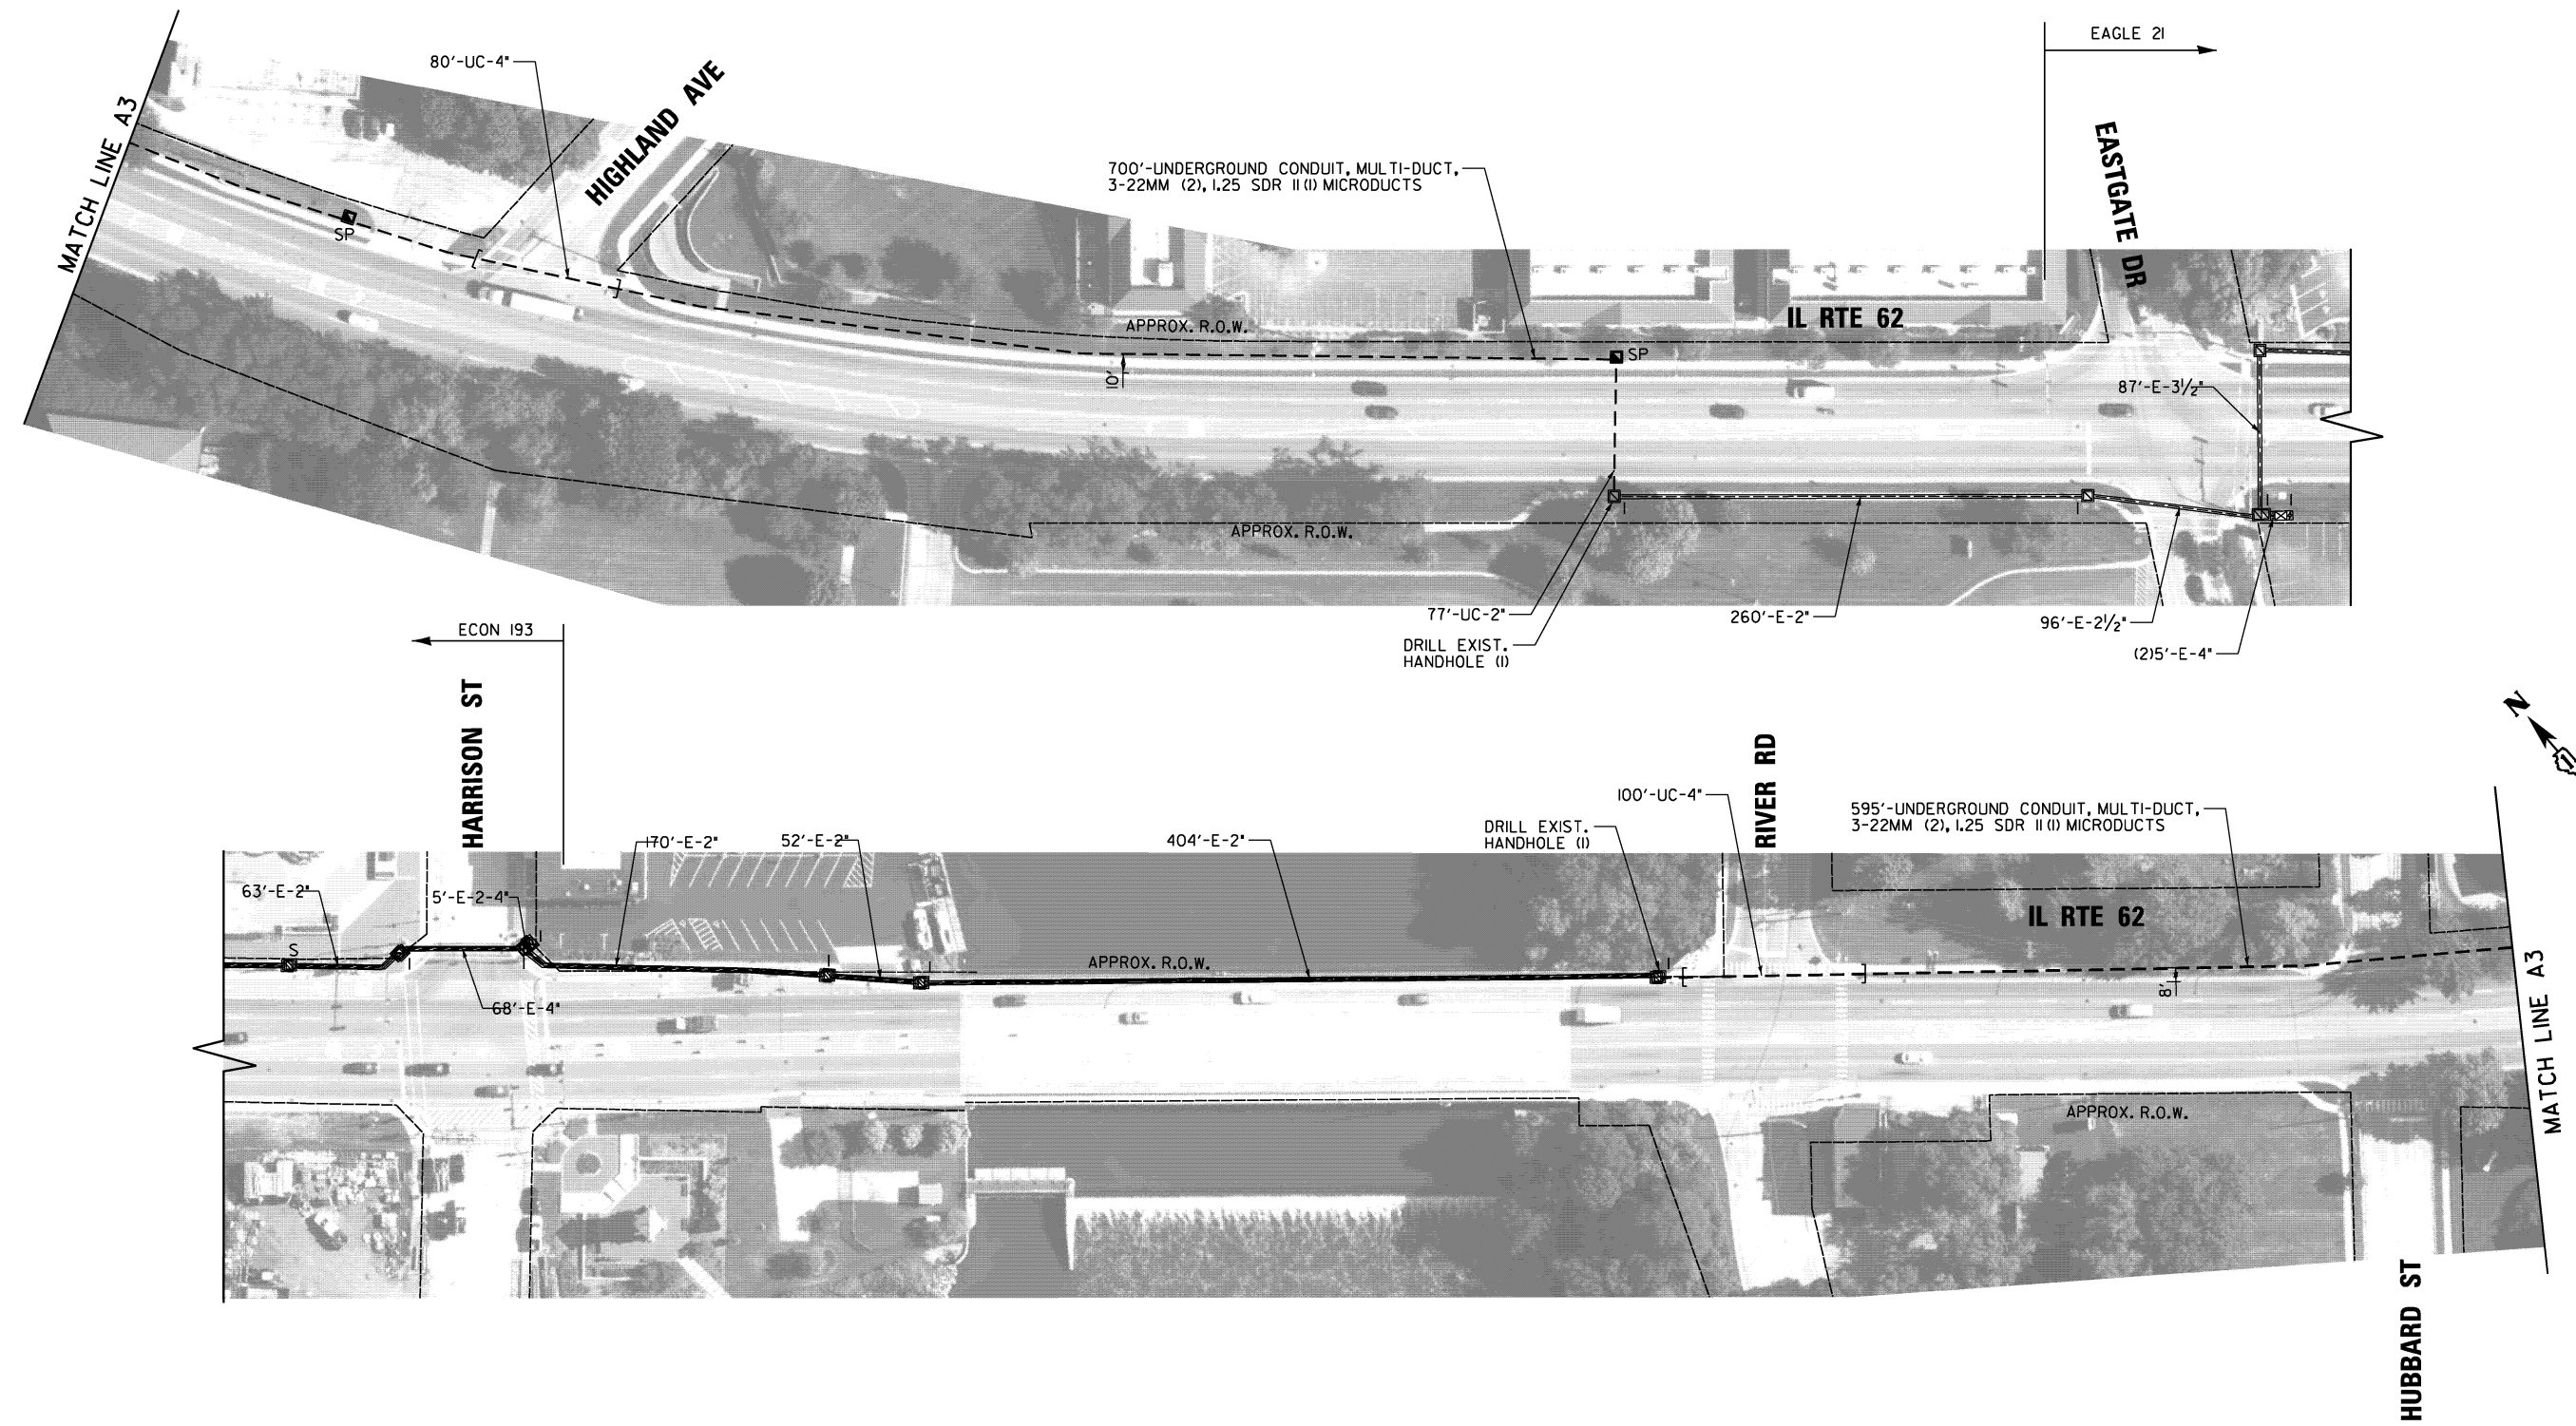 EAGLE 21
80'-UC-4"
HIGHLAND AVE
MATCH LINE A3
EASTGATE DR
700'-UNDERGROUND CONDUIT, MULTI-DUCT,
3-22MM (2), 1.25 SDR 11 (1) MICRODUCTS
SP
IL RTE 62
APPROX. R.O.W.
SP
10'
87'-E-3½"
APPROX. R.O.W.
77'-UC-2"
260'-E-2"
96'-E-2½"
DRILL EXIST.
HANDHOLE (1)
(2)5'-E-4"
ECON 193
HARRISON ST
N
RIVER RD
100'-UC-4"
595'-UNDERGROUND CONDUIT, MULTI-DUCT,
3-22MM (2), 1.25 SDR 11 (1) MICRODUCTS
DRILL EXIST.
HANDHOLE (1)
170'-E-2"
52'-E-2"
404'-E-2"
63'-E-2"
5'-E-2-4"
IL RTE 62
S
APPROX. R.O.W.
8'
68'-E-4"
MATCH LINE A3
APPROX. R.O.W.
HUBBARD ST